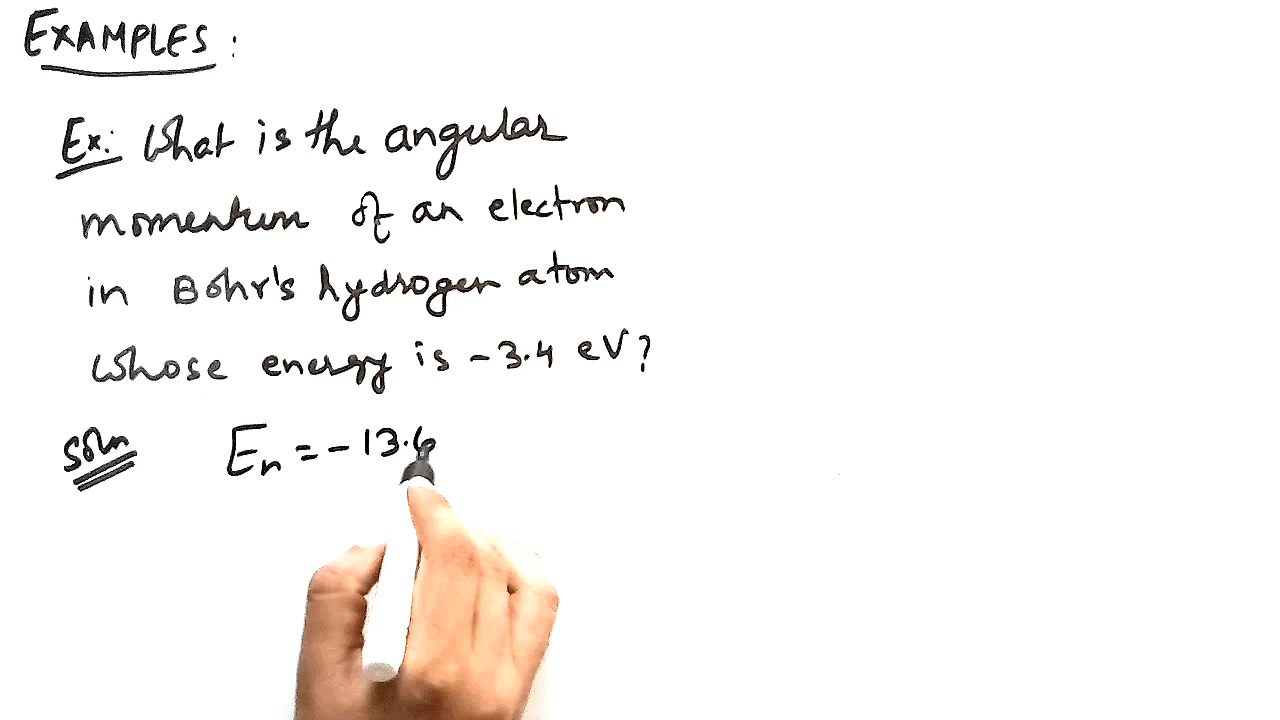 EXAMPLES:
Ex: What is the angular
momentum of an electron
in Bohr's hydrogen atom
whose energy is -3.4 eV?
Soln En = -13.6